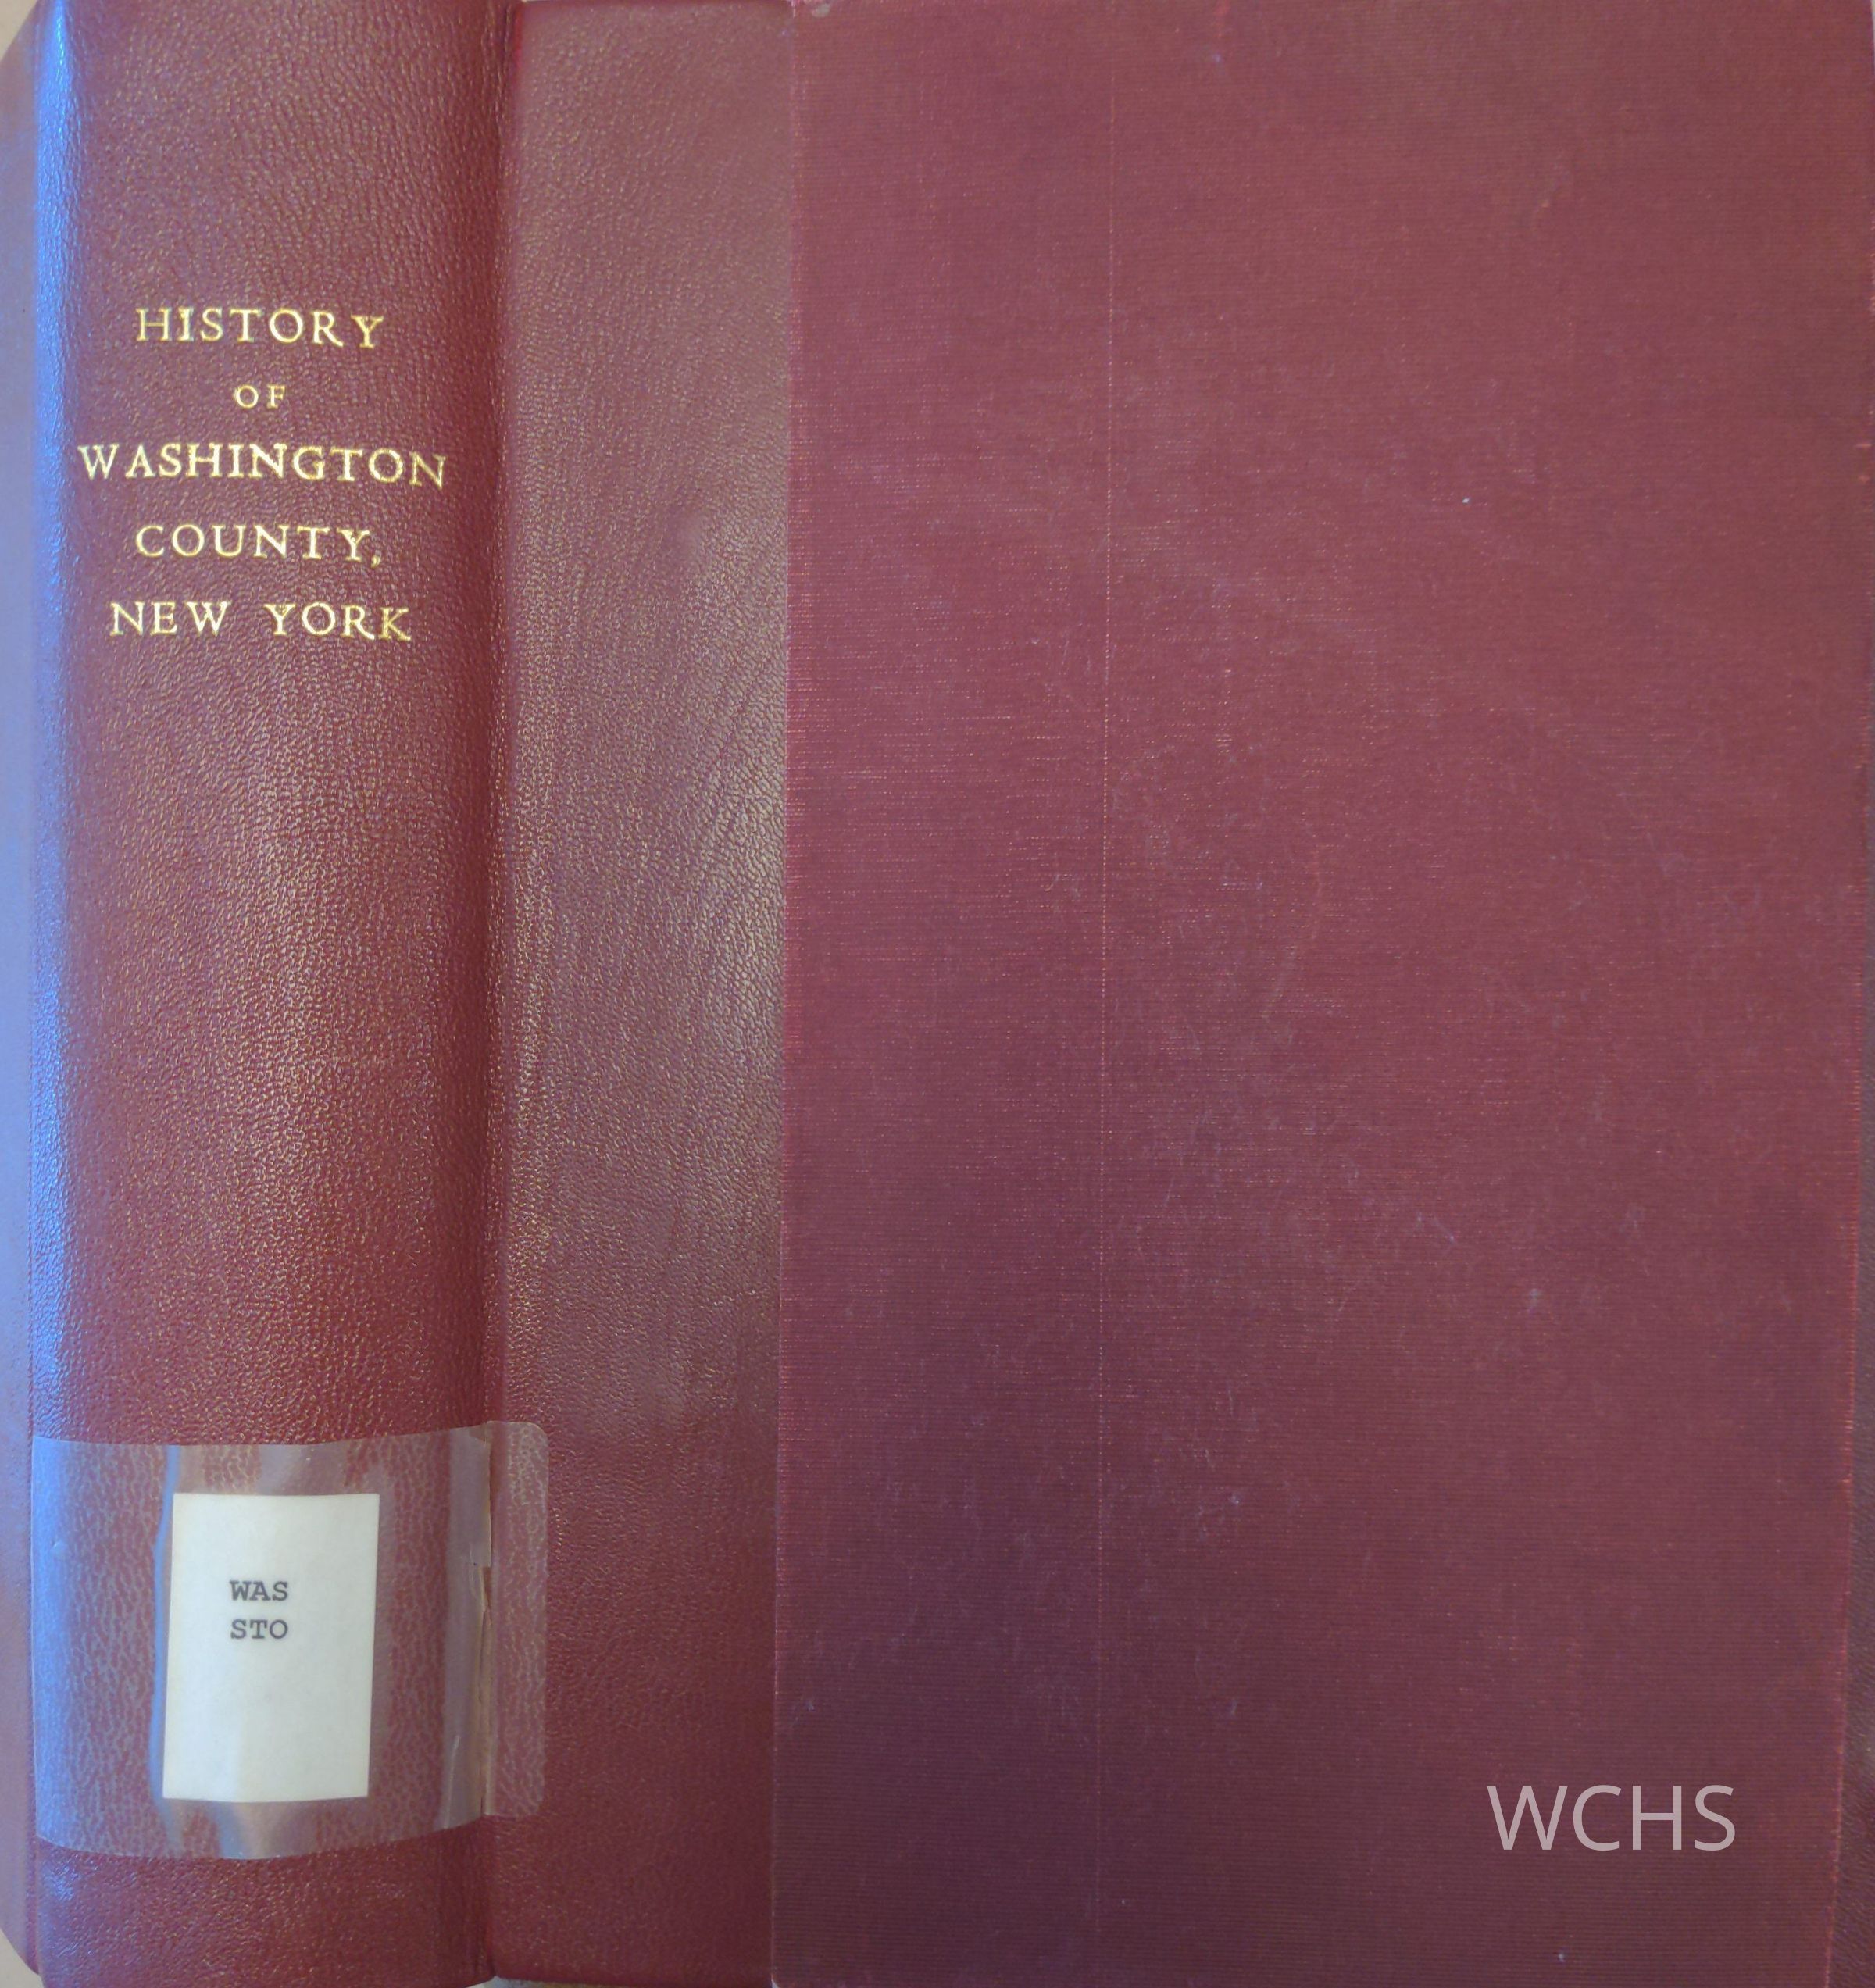 HISTORY
OF
WASHINGTON
COUNTY,
NEW YORK
WAS
STO
WCHS